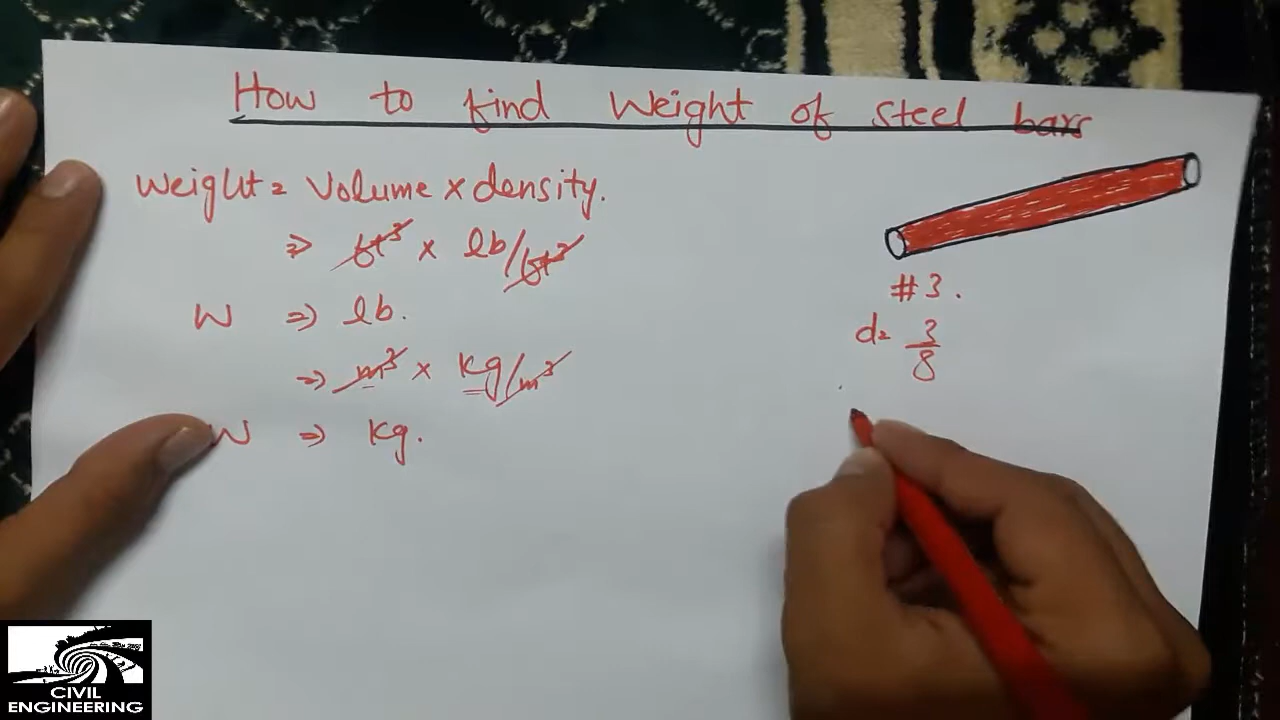 How to find Weight of Steel bars
Weight = Volume × density.
⇒ ft³ × lb/ft³
W ⇒ lb.
⇒ m³ × kg/m³
W ⇒ kg.
#3.
d= 3/8
CIVIL
ENGINEERING